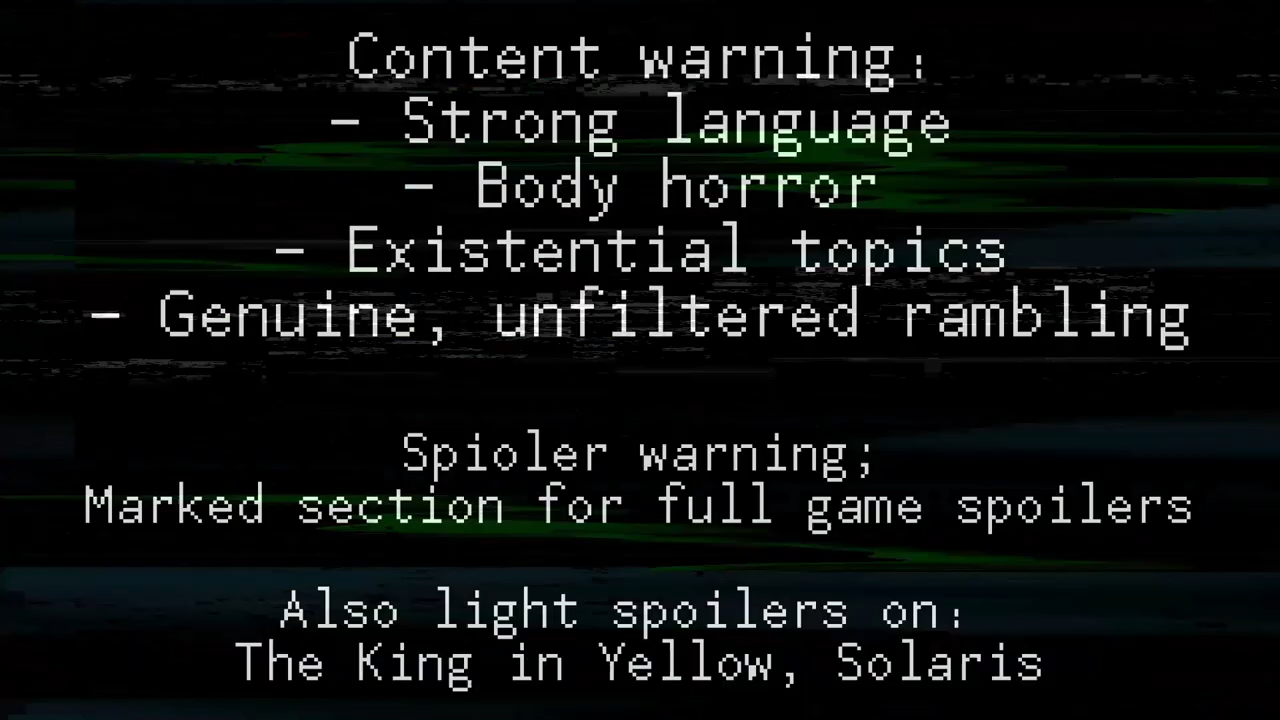 Content warning:
- Strong language
- Body horror
- Existential topics
- Genuine, unfiltered rambling
Spioler warning;
Marked section for full game spoilers
Also light spoilers on:
The King in Yellow, Solaris